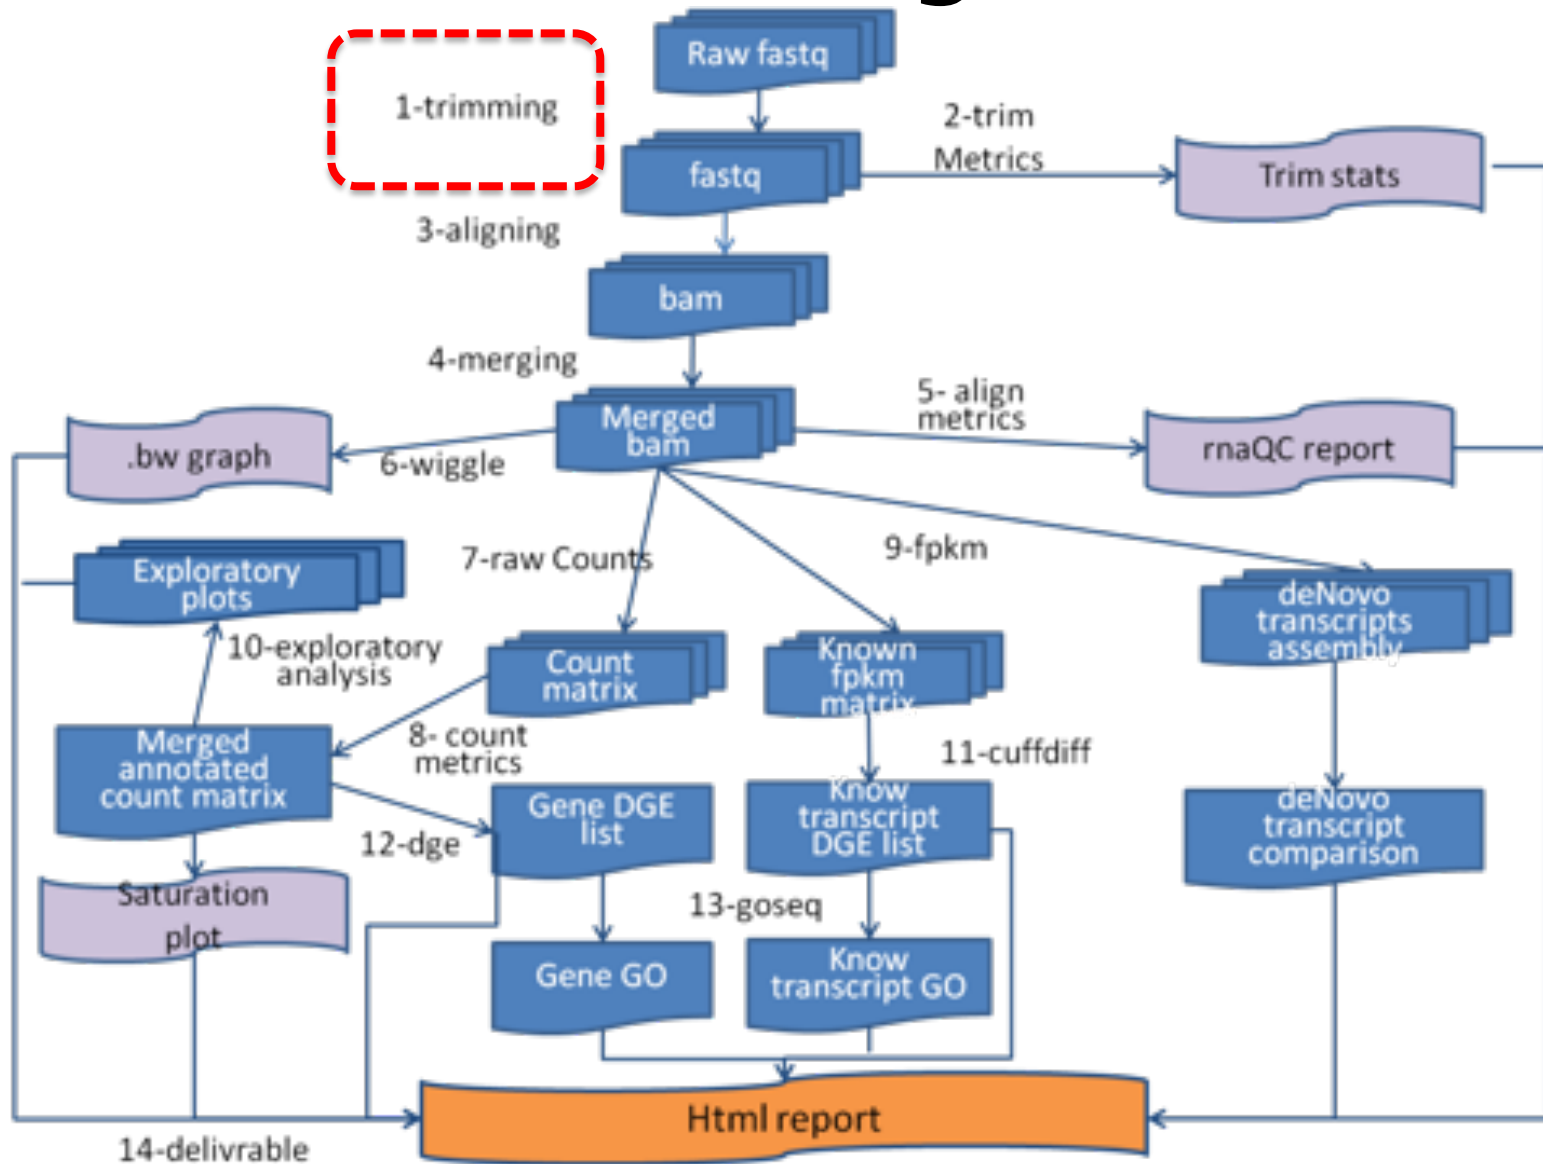 Raw fastq
1-trimming
2-trim
Metrics
fastq
Trim stats
3-aligning
bam
4-merging
5- align
metrics
Merged
bam
.bw graph
6-wiggle
rnaQC report
7-raw Counts
9-fpkm
Exploratory
plots
deNovo
transcripts
assembly
10-exploratory
analysis
Count
matrix
Known
fpkm
matrix
8- count
metrics
11-cuffdiff
Merged
annotated
count matrix
Gene DGE
list
Know
transcript
DGE list
deNovo
transcript
comparison
12-dge
Saturation
plot
13-goseq
Gene GO
Know
transcript GO
Html report
14-delivrable